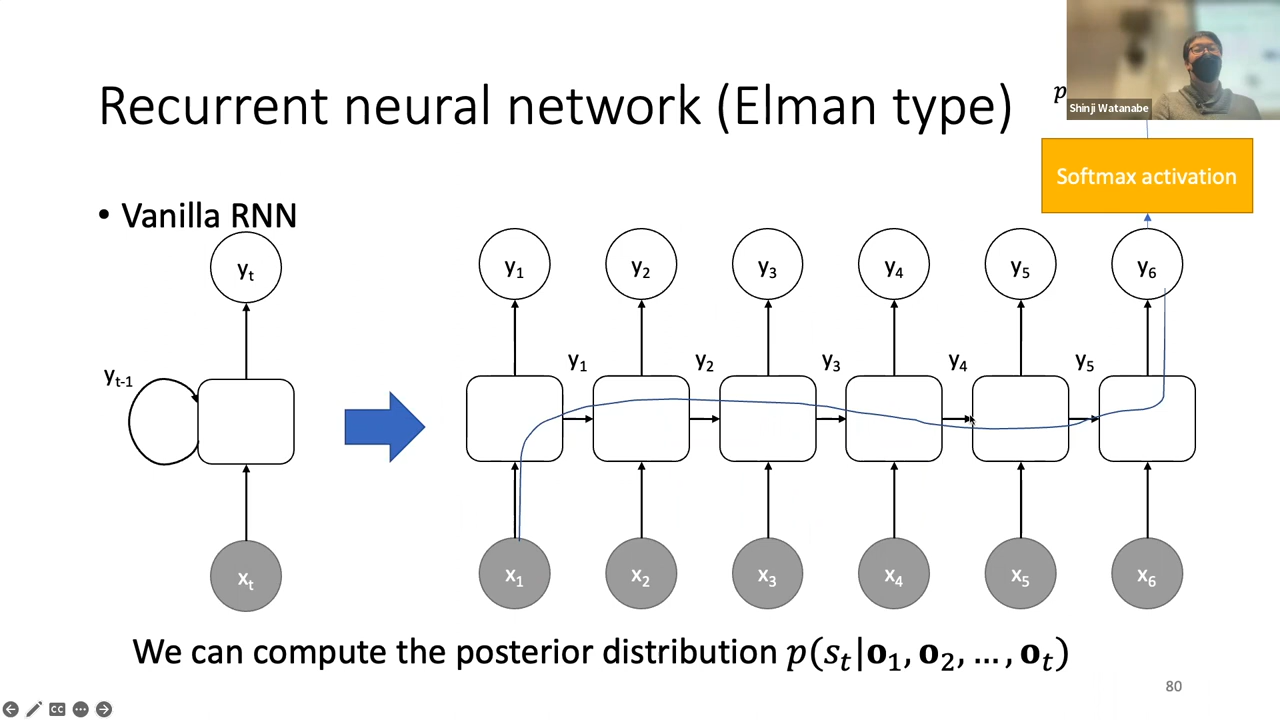 Recurrent neural network (Elman type)
p
Shinji Watanabe
Softmax activation
• Vanilla RNN
yt
y1 y2 y3 y4 y5 y6
yt-1
y1 y2 y3 y4 y5
xt
x1 x2 x3 x4 x5 x6
We can compute the posterior distribution p(st|o1, o2, ..., ot)
80
CC